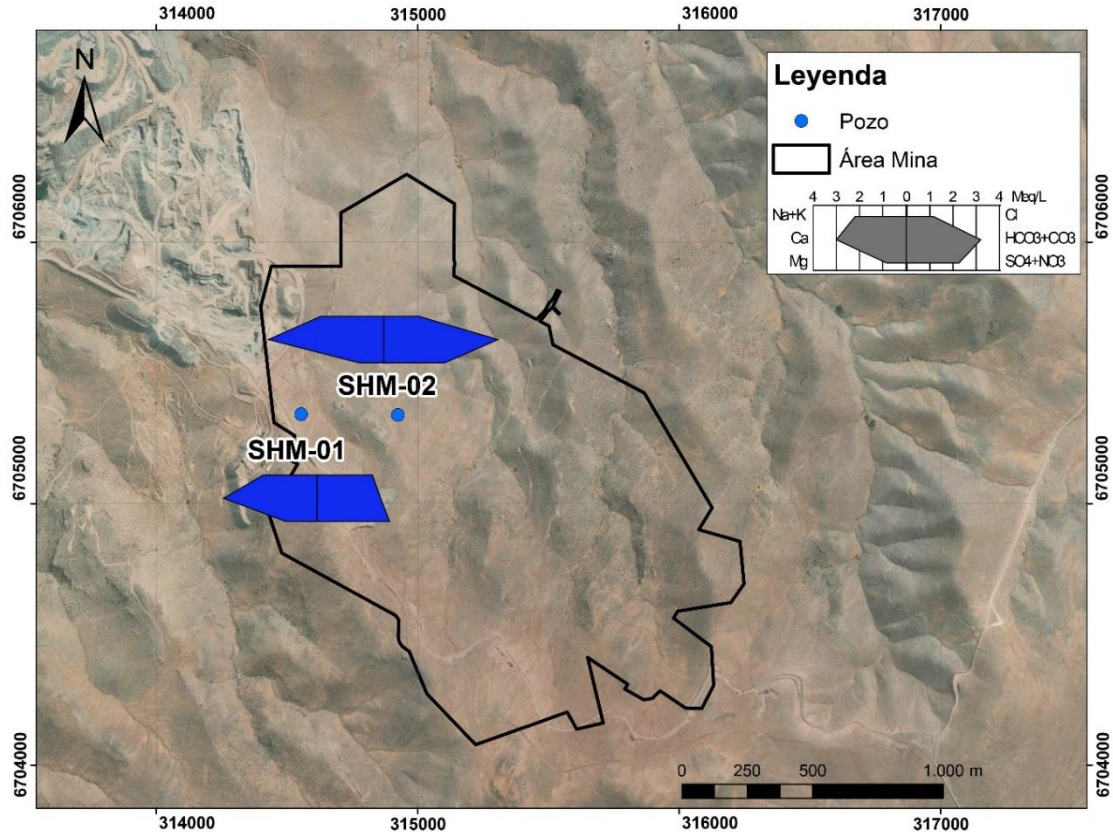 314000 315000 316000 317000
N
Leyenda
Pozo
Área Mina
4 3 2 1 0 1 2 3 4 Meq/L
Na+K Cl
Ca HCO3+CO3
Mg SO4+NO3
6706000 6706000
SHM-02
SHM-01
6705000 6705000
6704000 6704000
0 250 500 1.000 m
314000 315000 316000 317000